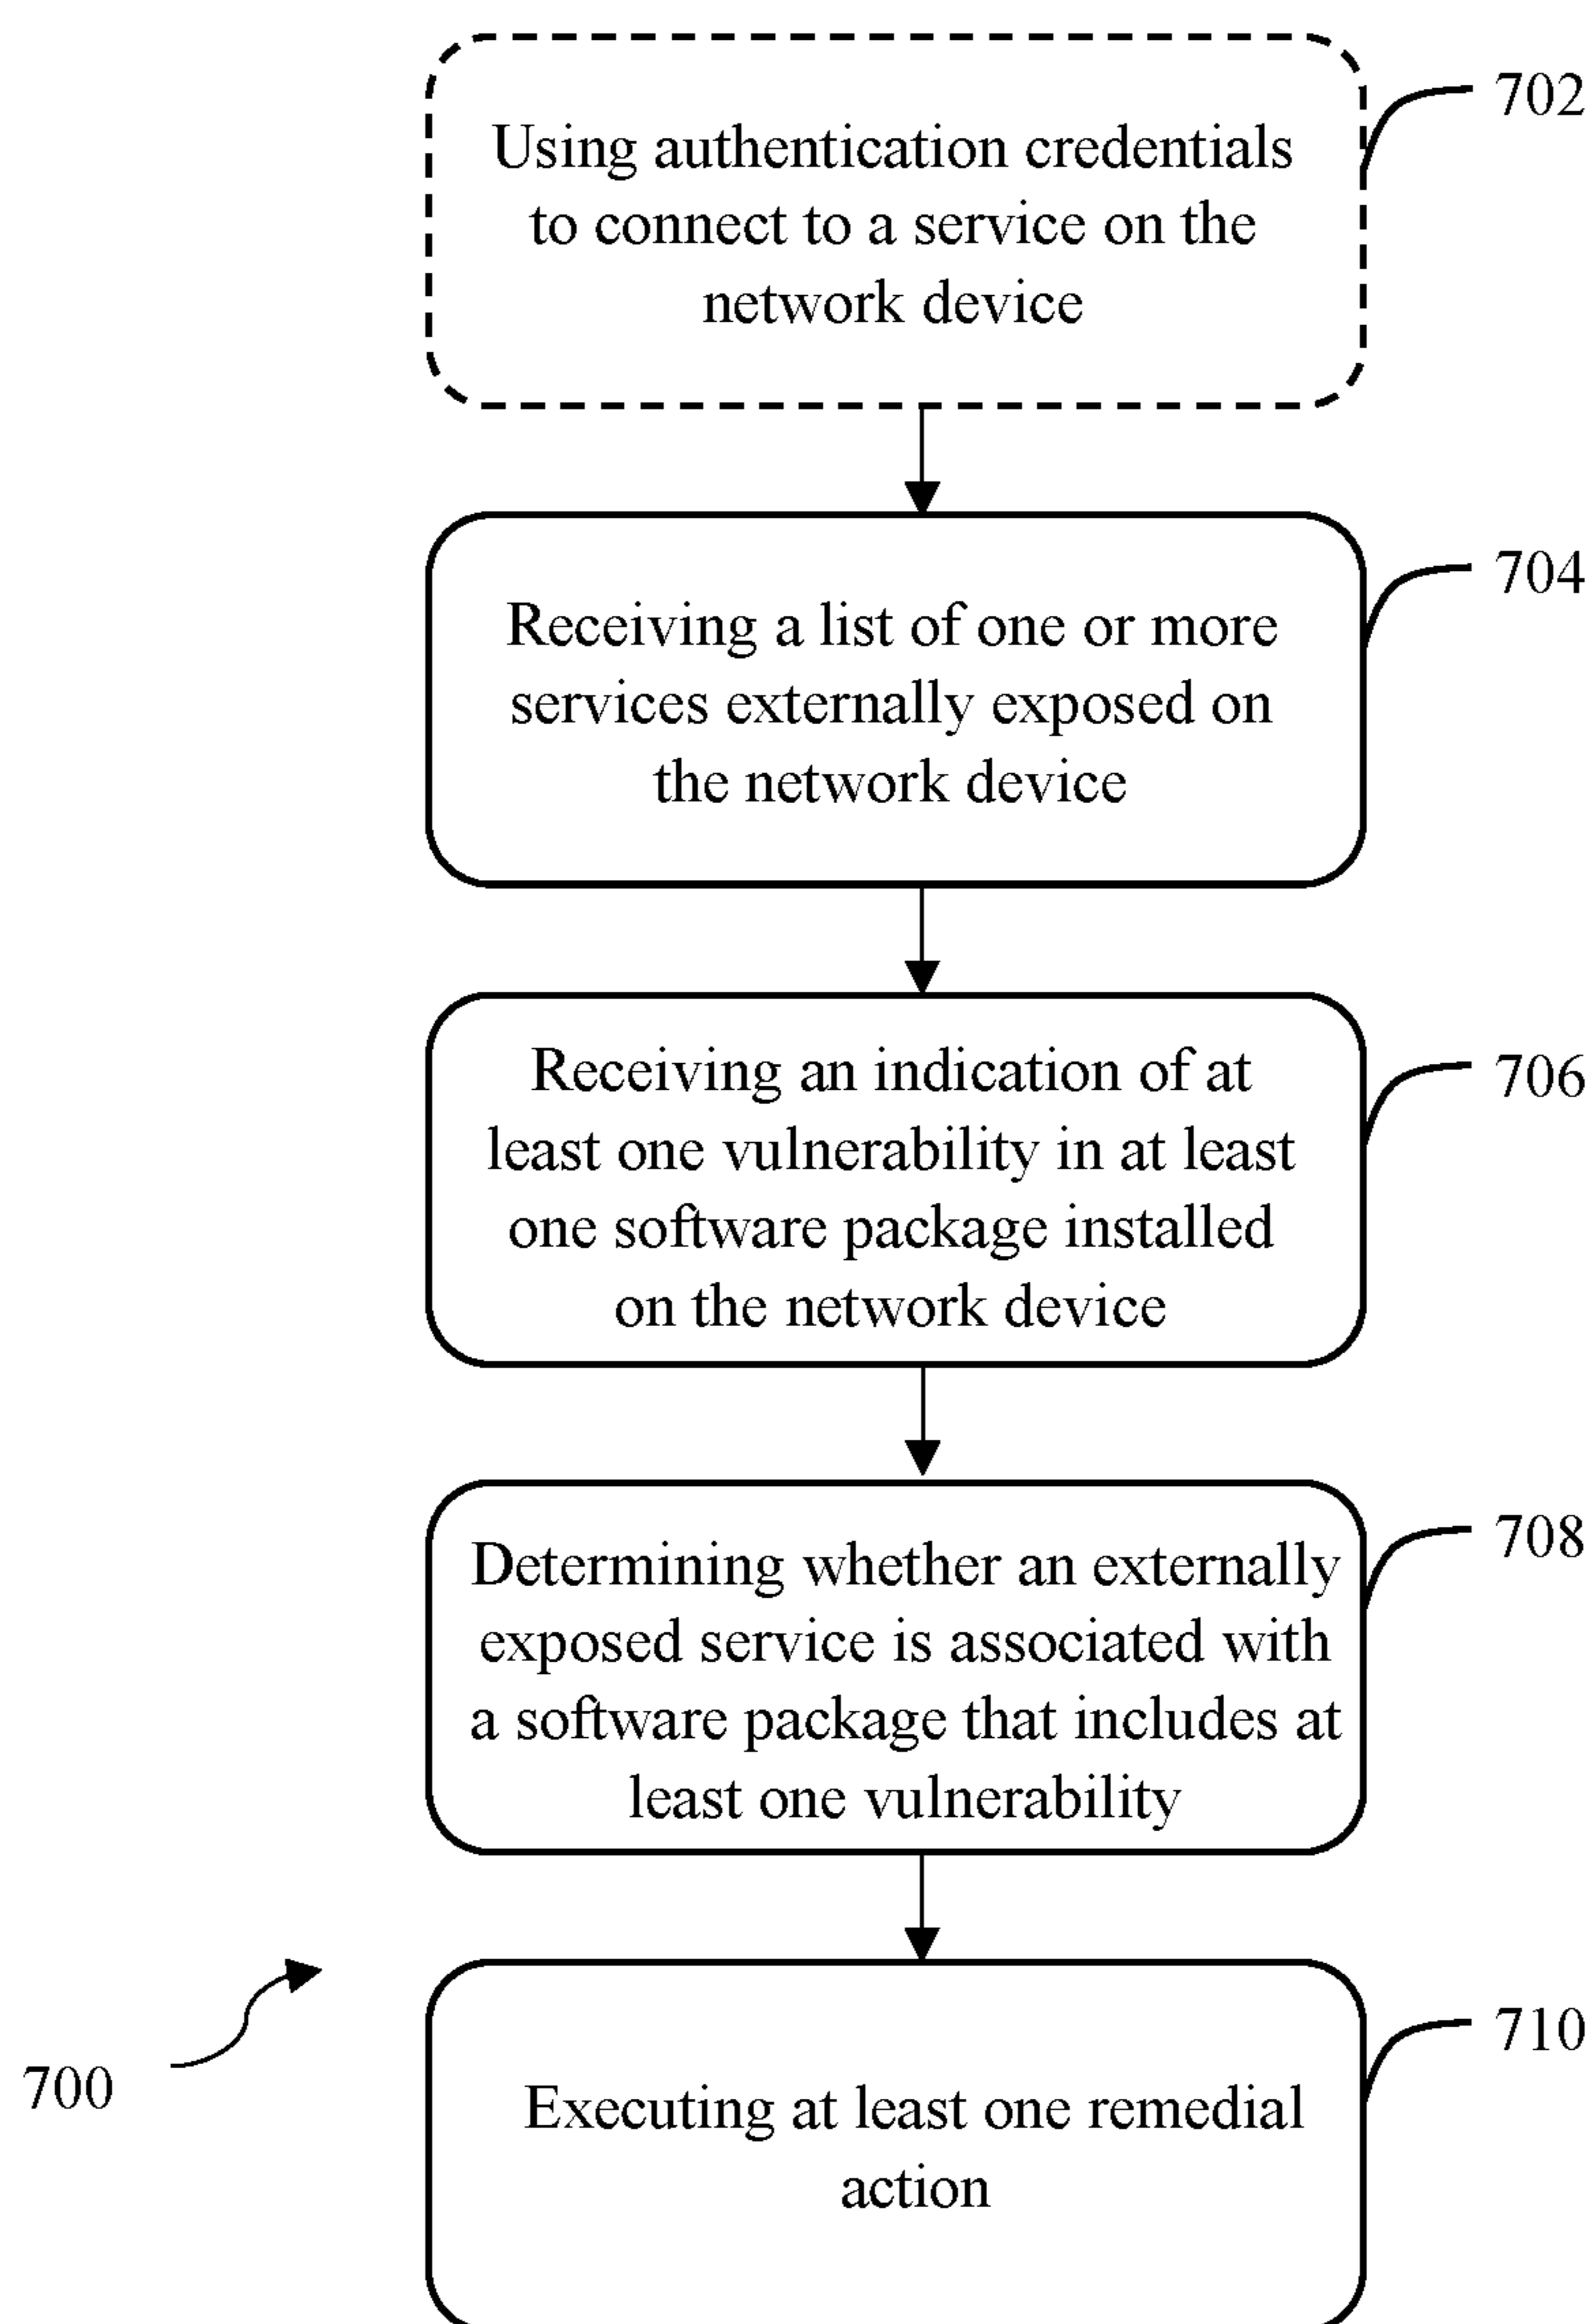 702
Using authentication credentials
to connect to a service on the
network device
704
Receiving a list of one or more
services externally exposed on
the network device
706
Receiving an indication of at
least one vulnerability in at least
one software package installed
on the network device
708
Determining whether an externally
exposed service is associated with
a software package that includes at
least one vulnerability
710
700
Executing at least one remedial
action